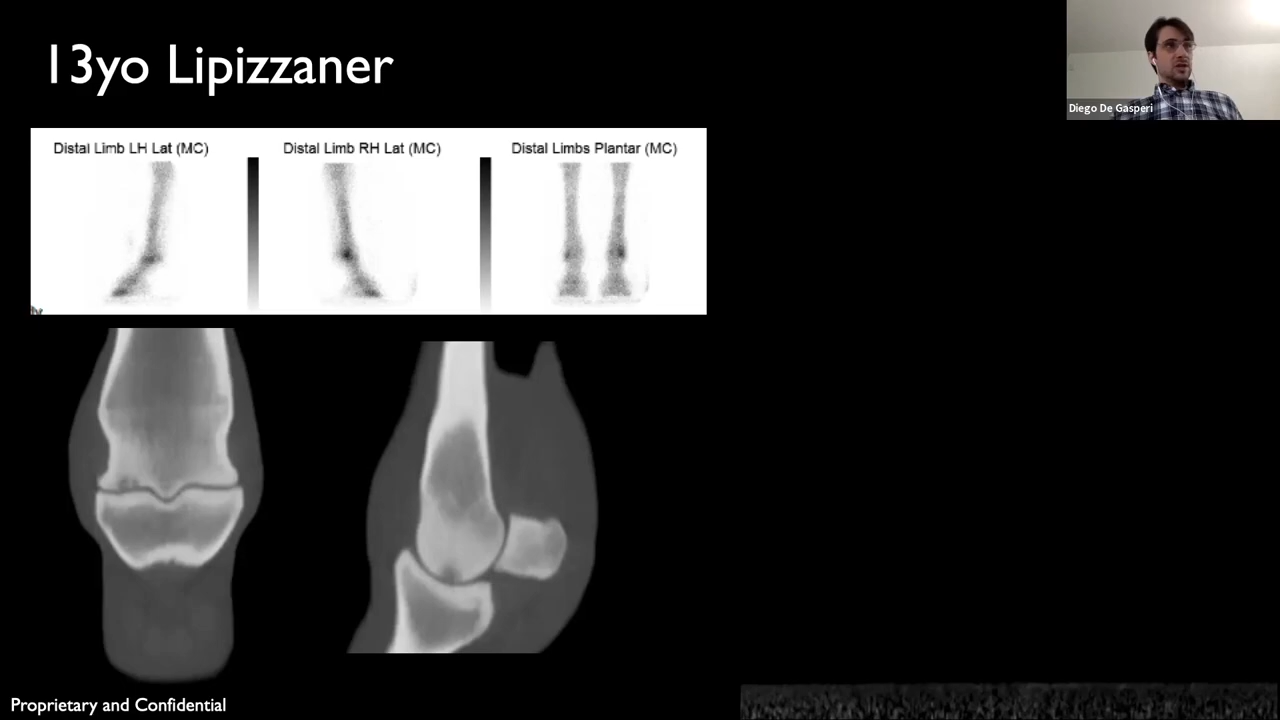 13yo Lipizzaner
Diego De Gasperi
Distal Limb LH Lat (MC)
Distal Limb RH Lat (MC)
Distal Limbs Plantar (MC)
Proprietary and Confidential